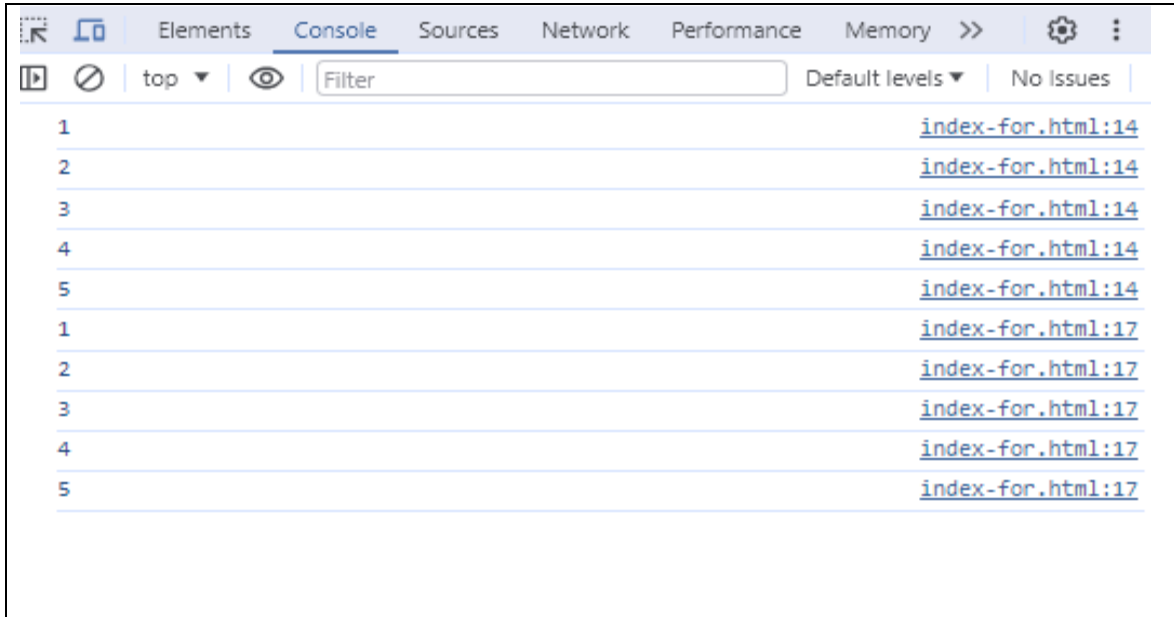 Elements Console Sources Network Performance Memory
top Filter Default levels No Issues
1 index-for.html:14
2 index-for.html:14
3 index-for.html:14
4 index-for.html:14
5 index-for.html:14
1 index-for.html:17
2 index-for.html:17
3 index-for.html:17
4 index-for.html:17
5 index-for.html:17